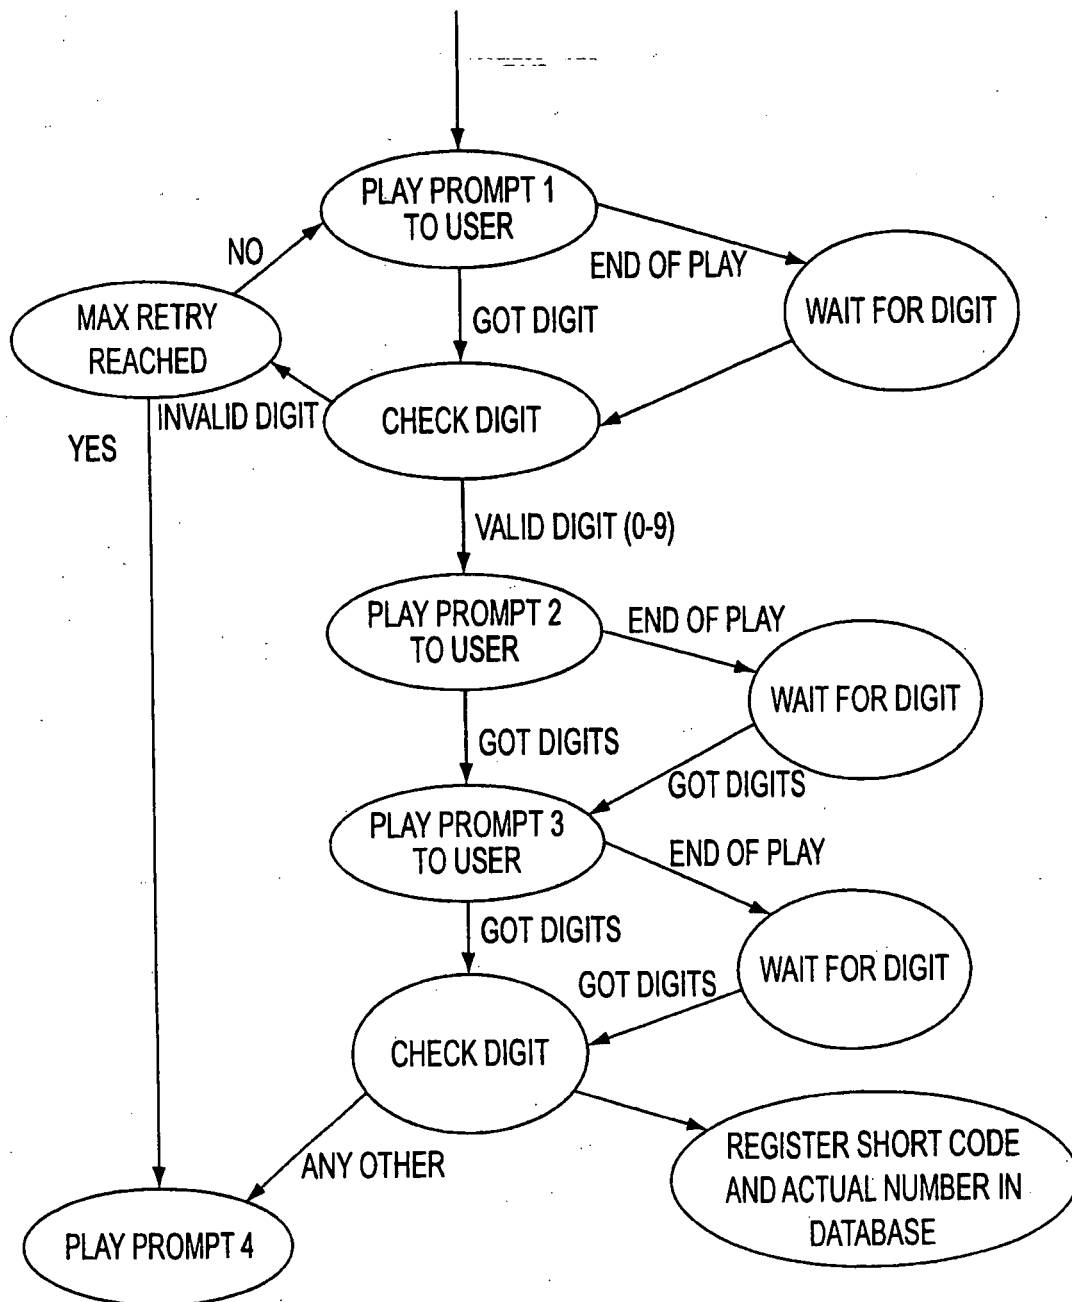 PLAY PROMPT 1
TO USER
NO
END OF PLAY
MAX RETRY
REACHED
WAIT FOR DIGIT
GOT DIGIT
INVALID DIGIT
CHECK DIGIT
YES
VALID DIGIT (0-9)
PLAY PROMPT 2
TO USER
END OF PLAY
WAIT FOR DIGIT
GOT DIGITS
GOT DIGITS
PLAY PROMPT 3
TO USER
END OF PLAY
GOT DIGITS
WAIT FOR DIGIT
GOT DIGITS
CHECK DIGIT
ANY OTHER
REGISTER SHORT CODE
AND ACTUAL NUMBER IN
DATABASE
PLAY PROMPT 4